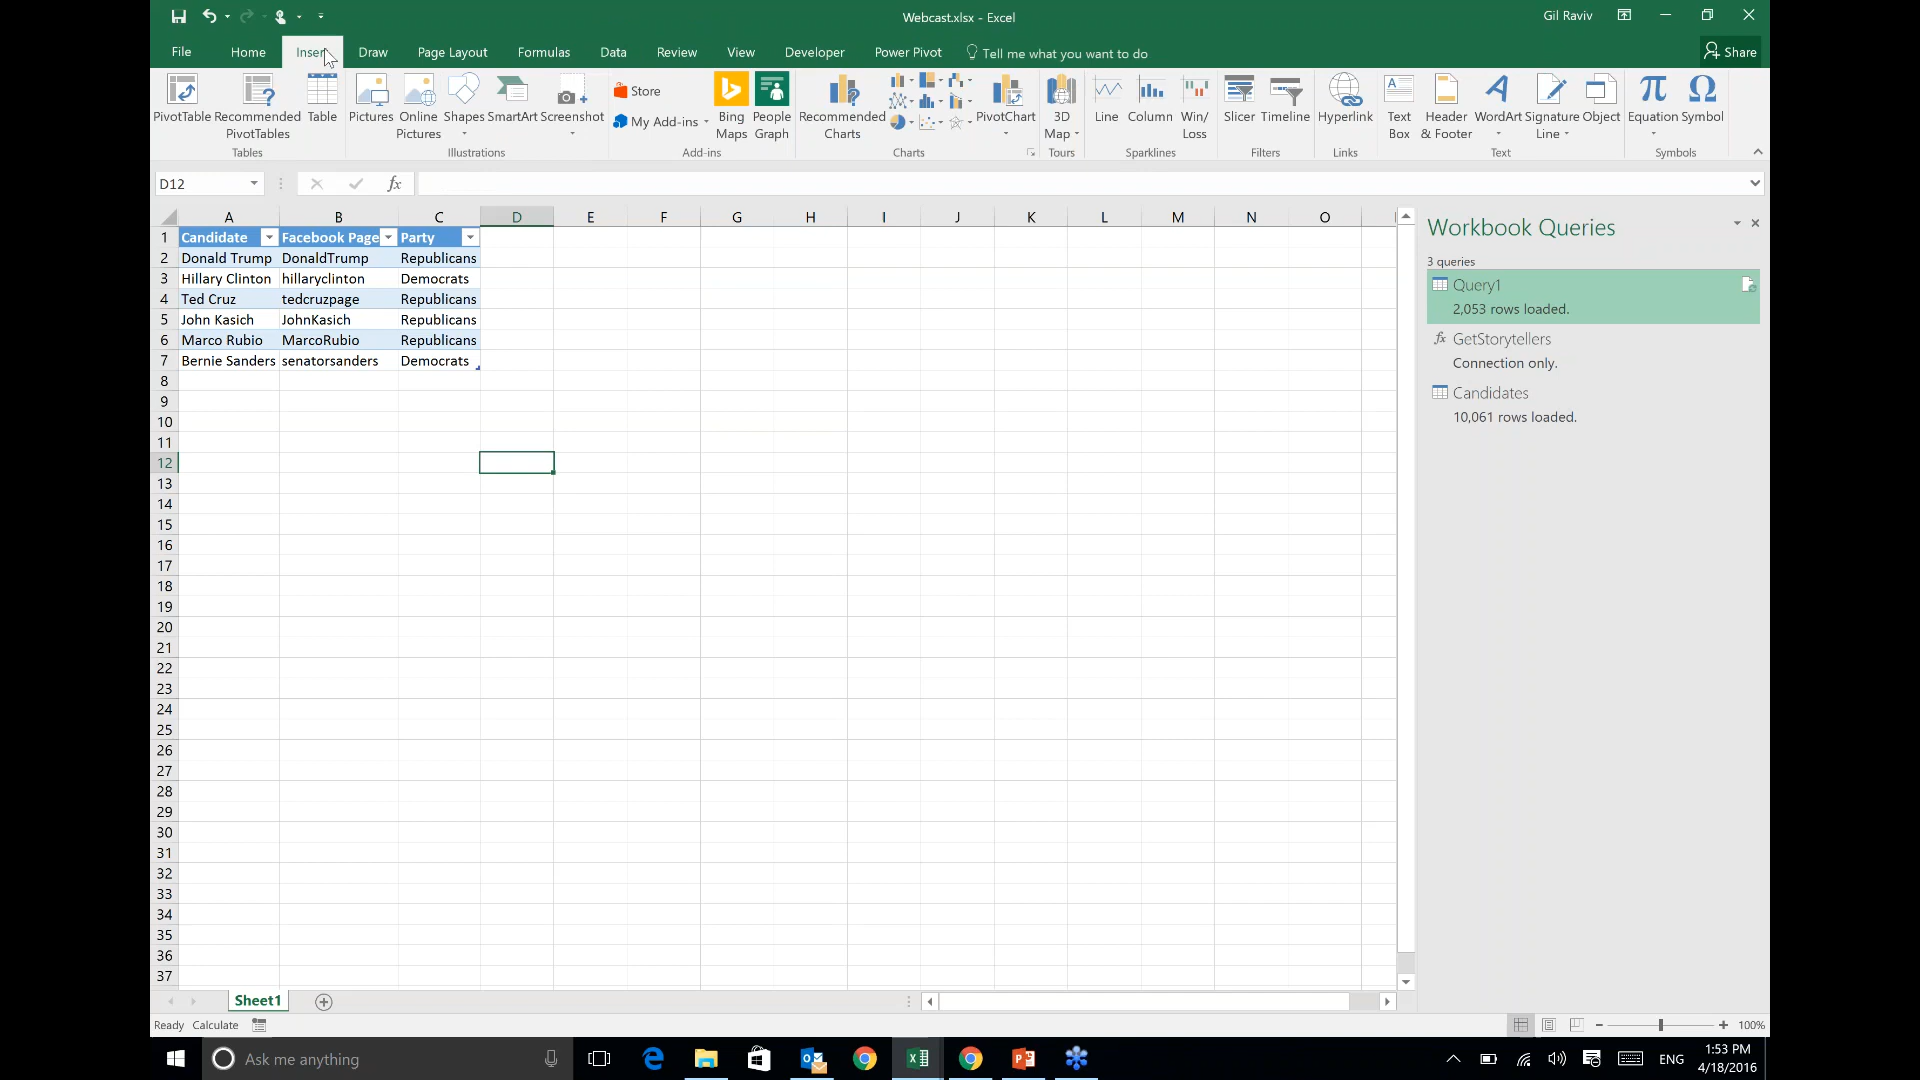 Webcast.xlsx - Excel
Gil Raviv
File Home Insert Draw Page Layout Formulas Data Review View Developer Power Pivot Tell me what you want to do Share
PivotTable Recommended PivotTables Table
Tables
Pictures Online Pictures Shapes SmartArt Screenshot
Illustrations
Store
My Add-ins
Bing Maps People Graph
Add-ins
Recommended Charts PivotChart
Charts
3D Map
Tours
Line Column Win/Loss
Sparklines
Slicer Timeline
Filters
Hyperlink
Links
Text Box Header & Footer WordArt Signature Line Object
Text
Equation Symbol
Symbols
D12
fx
A B C D E F G H I J K L M N O
1 Candidate Facebook Page Party
2 Donald Trump DonaldTrump Republicans
3 Hillary Clinton hillaryclinton Democrats
4 Ted Cruz tedcruzpage Republicans
5 John Kasich JohnKasich Republicans
6 Marco Rubio MarcoRubio Republicans
7 Bernie Sanders senatorsanders Democrats
8
9
10
11
12
13
14
15
16
17
18
19
20
21
22
23
24
25
26
27
28
29
30
31
32
33
34
35
36
37
Workbook Queries
3 queries
Query1
2,053 rows loaded.
fx GetStorytellers
Connection only.
Candidates
10,061 rows loaded.
Sheet1
Ready Calculate
100%
Ask me anything
ENG
1:53 PM
4/18/2016